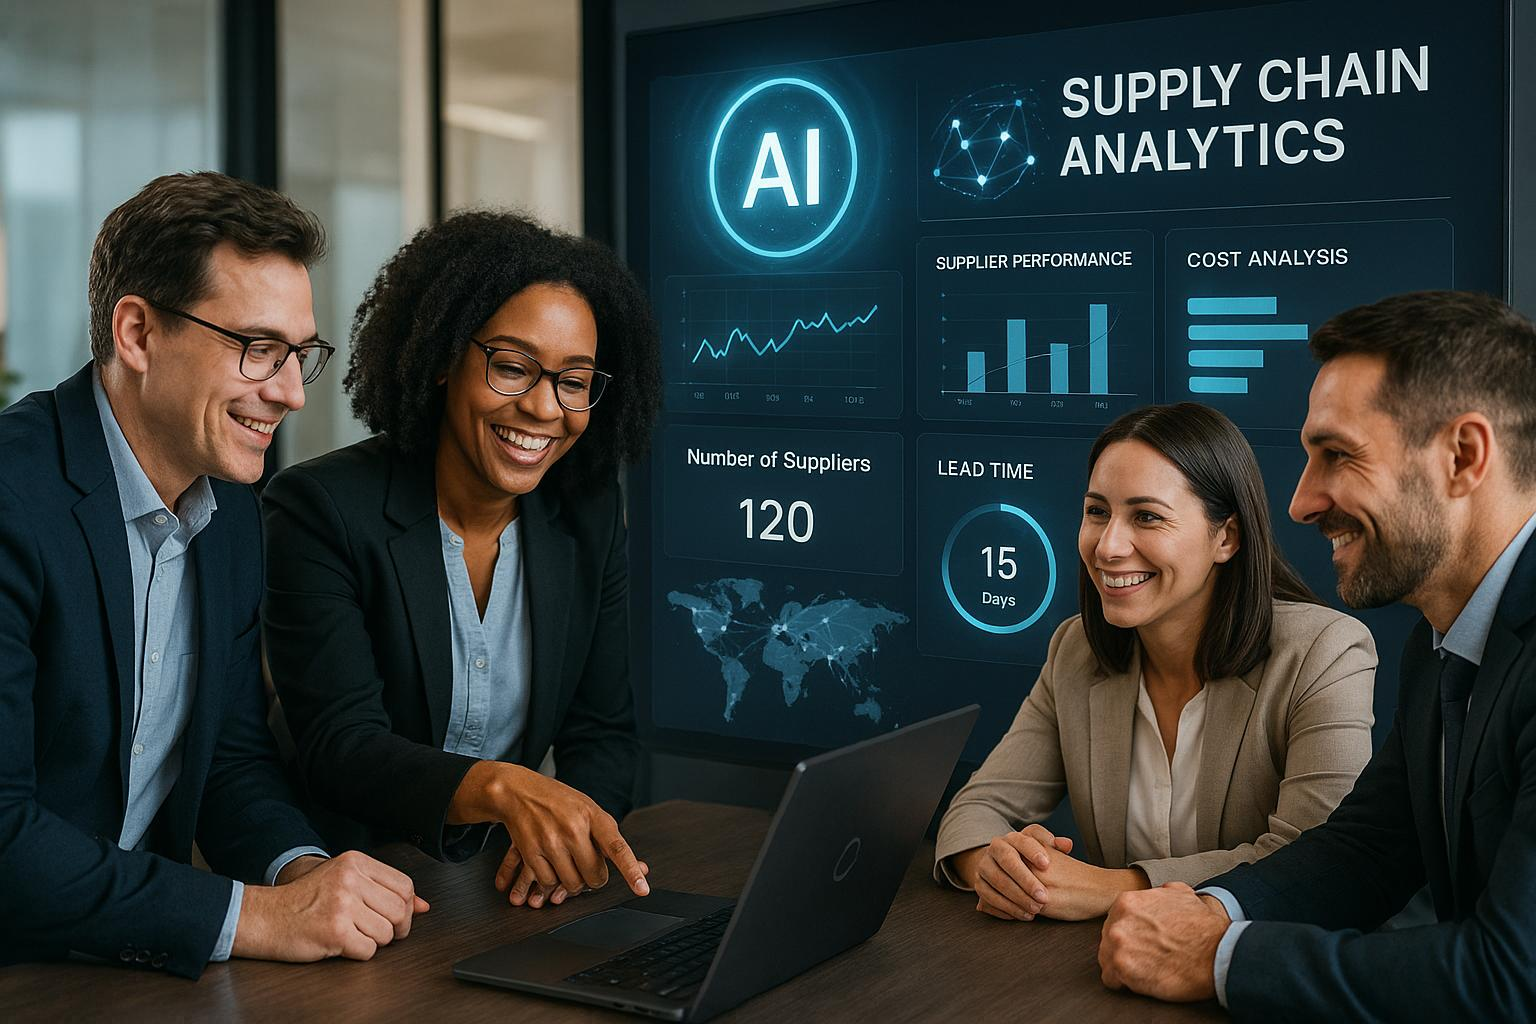 AI
SUPPLY CHAIN
ANALYTICS
SUPPLIER PERFORMANCE
COST ANALYSIS
Number of Suppliers
120
LEAD TIME
15
Days